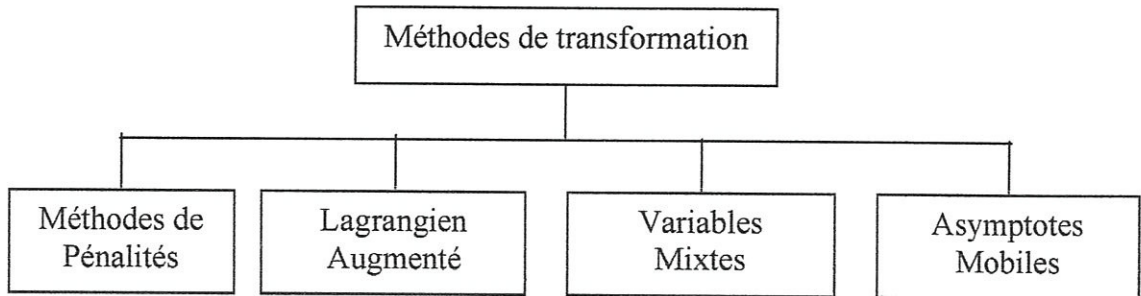 Méthodes de transformation
Méthodes de
Pénalités
Lagrangien
Augmenté
Variables
Mixtes
Asymptotes
Mobiles